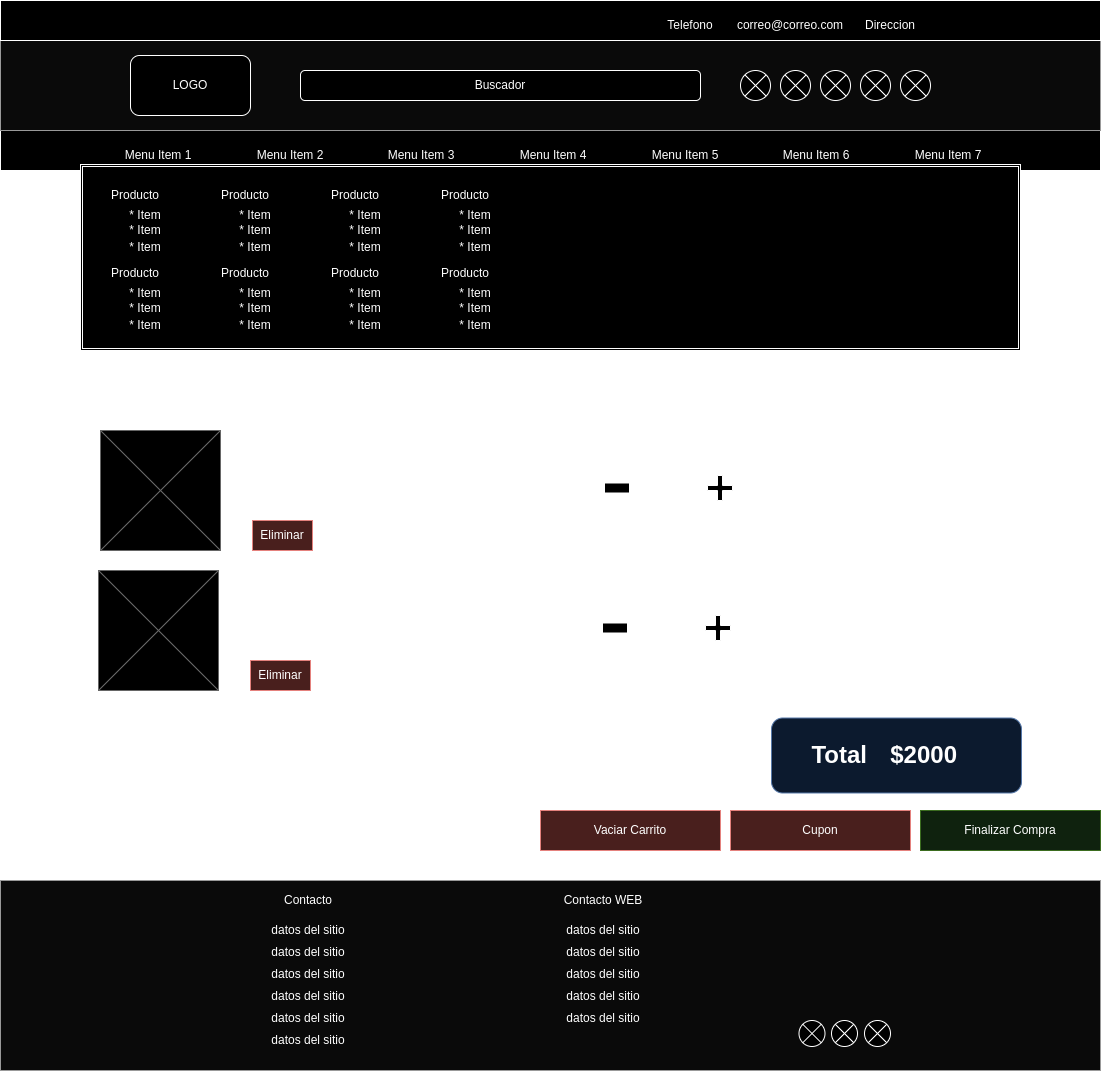 Telefono correo@correo.com Direccion
LOGO Buscador
Menu Item 1 Menu Item 2 Menu Item 3 Menu Item 4 Menu Item 5 Menu Item 6 Menu Item 7
Producto Producto Producto Producto
* Item * Item * Item * Item
* Item * Item * Item * Item
* Item * Item * Item * Item
Producto Producto Producto Producto
* Item * Item * Item * Item
* Item * Item * Item * Item
* Item * Item * Item * Item
- +
Eliminar
- +
Eliminar
Total $2000
Vaciar Carrito Cupon Finalizar Compra
Contacto Contacto WEB
datos del sitio datos del sitio
datos del sitio datos del sitio
datos del sitio datos del sitio
datos del sitio datos del sitio
datos del sitio datos del sitio
datos del sitio